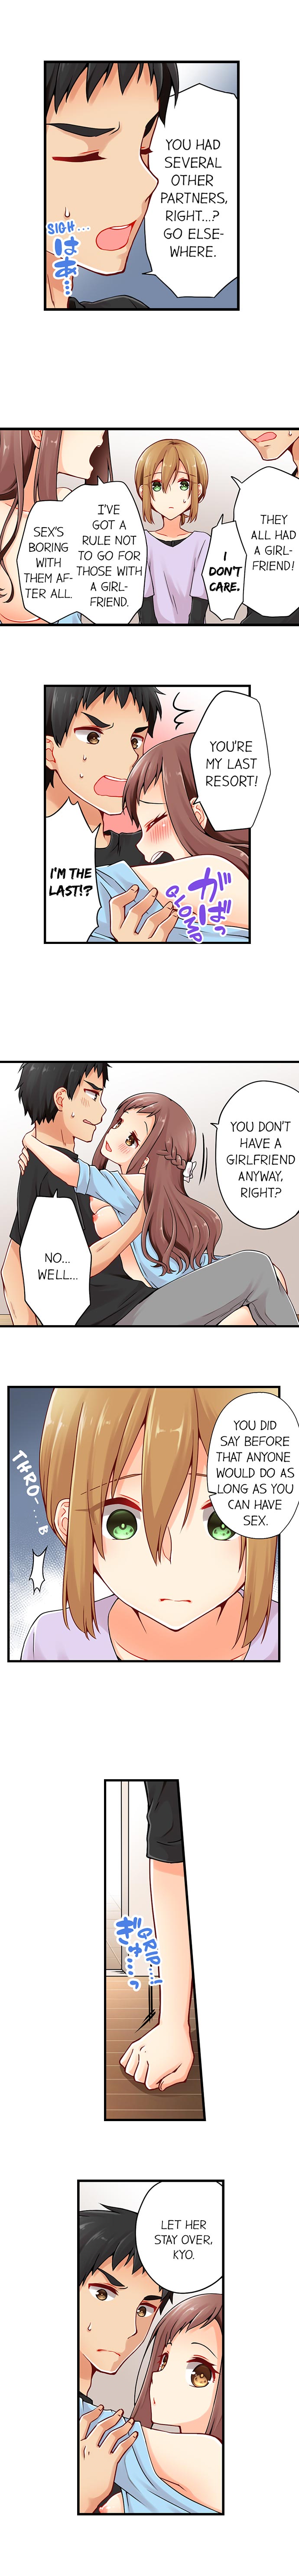 YOU HAD
SEVERAL
OTHER
PARTNERS,
RIGHT...?
GO ELSE-
WHERE.
SIGH...
はあ...
THEY
ALL HAD
A GIRL-
FRIEND!
I
DON'T
CARE.
I'VE
GOT A
RULE NOT
TO GO FOR
THOSE WITH
A GIRL-
FRIEND.
SEX'S
BORING
WITH
THEM AF-
TER ALL.
YOU'RE
MY LAST
RESORT!
I'M THE
LAST!?
がばっ
GLOMP
YOU DON'T
HAVE A
GIRLFRIEND
ANYWAY,
RIGHT?
NO...
WELL...
YOU DID
SAY BEFORE
THAT ANYONE
WOULD DO AS
LONG AS YOU
CAN HAVE
SEX.
THRO-...B
GRIP...!
ぎゅ...っ
LET HER
STAY OVER,
KYO.